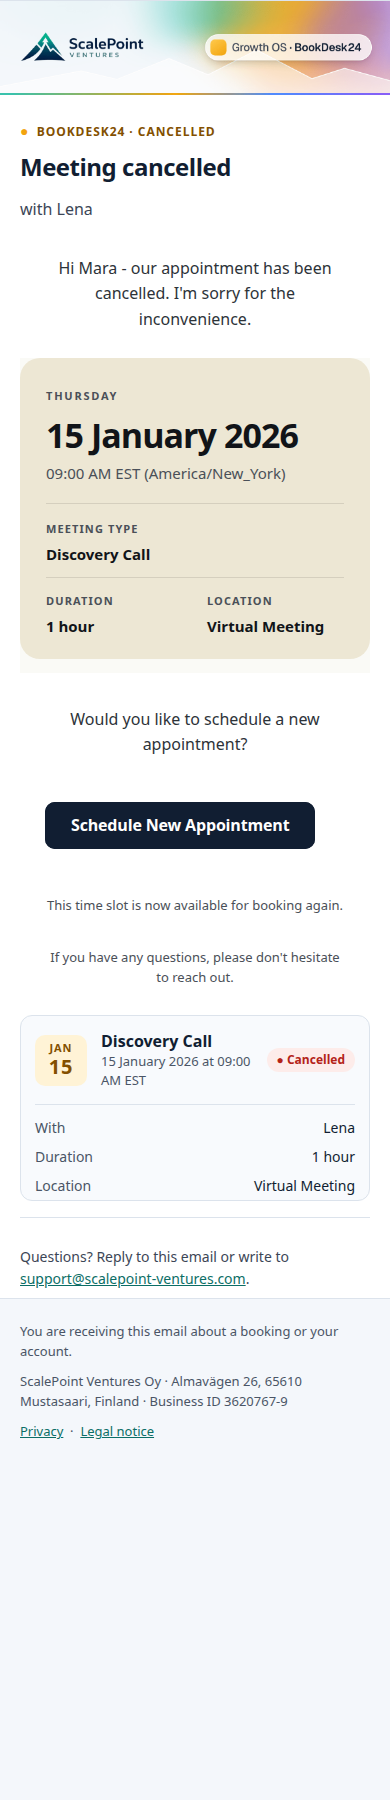 ScalePoint
VENTURES
Growth OS · BookDesk24
BOOKDESK24 · CANCELLED
Meeting cancelled
with Lena
Hi Mara - our appointment has been
cancelled. I'm sorry for the
inconvenience.
THURSDAY
15 January 2026
09:00 AM EST (America/New_York)
MEETING TYPE
Discovery Call
DURATION LOCATION
1 hour Virtual Meeting
Would you like to schedule a new
appointment?
Schedule New Appointment
This time slot is now available for booking again.
If you have any questions, please don't hesitate
to reach out.
JAN
15
Discovery Call
15 January 2026 at 09:00
AM EST
Cancelled
With Lena
Duration 1 hour
Location Virtual Meeting
Questions? Reply to this email or write to
support@scalepoint-ventures.com.
You are receiving this email about a booking or your
account.
ScalePoint Ventures Oy · Almavägen 26, 65610
Mustasaari, Finland · Business ID 3620767-9
Privacy · Legal notice